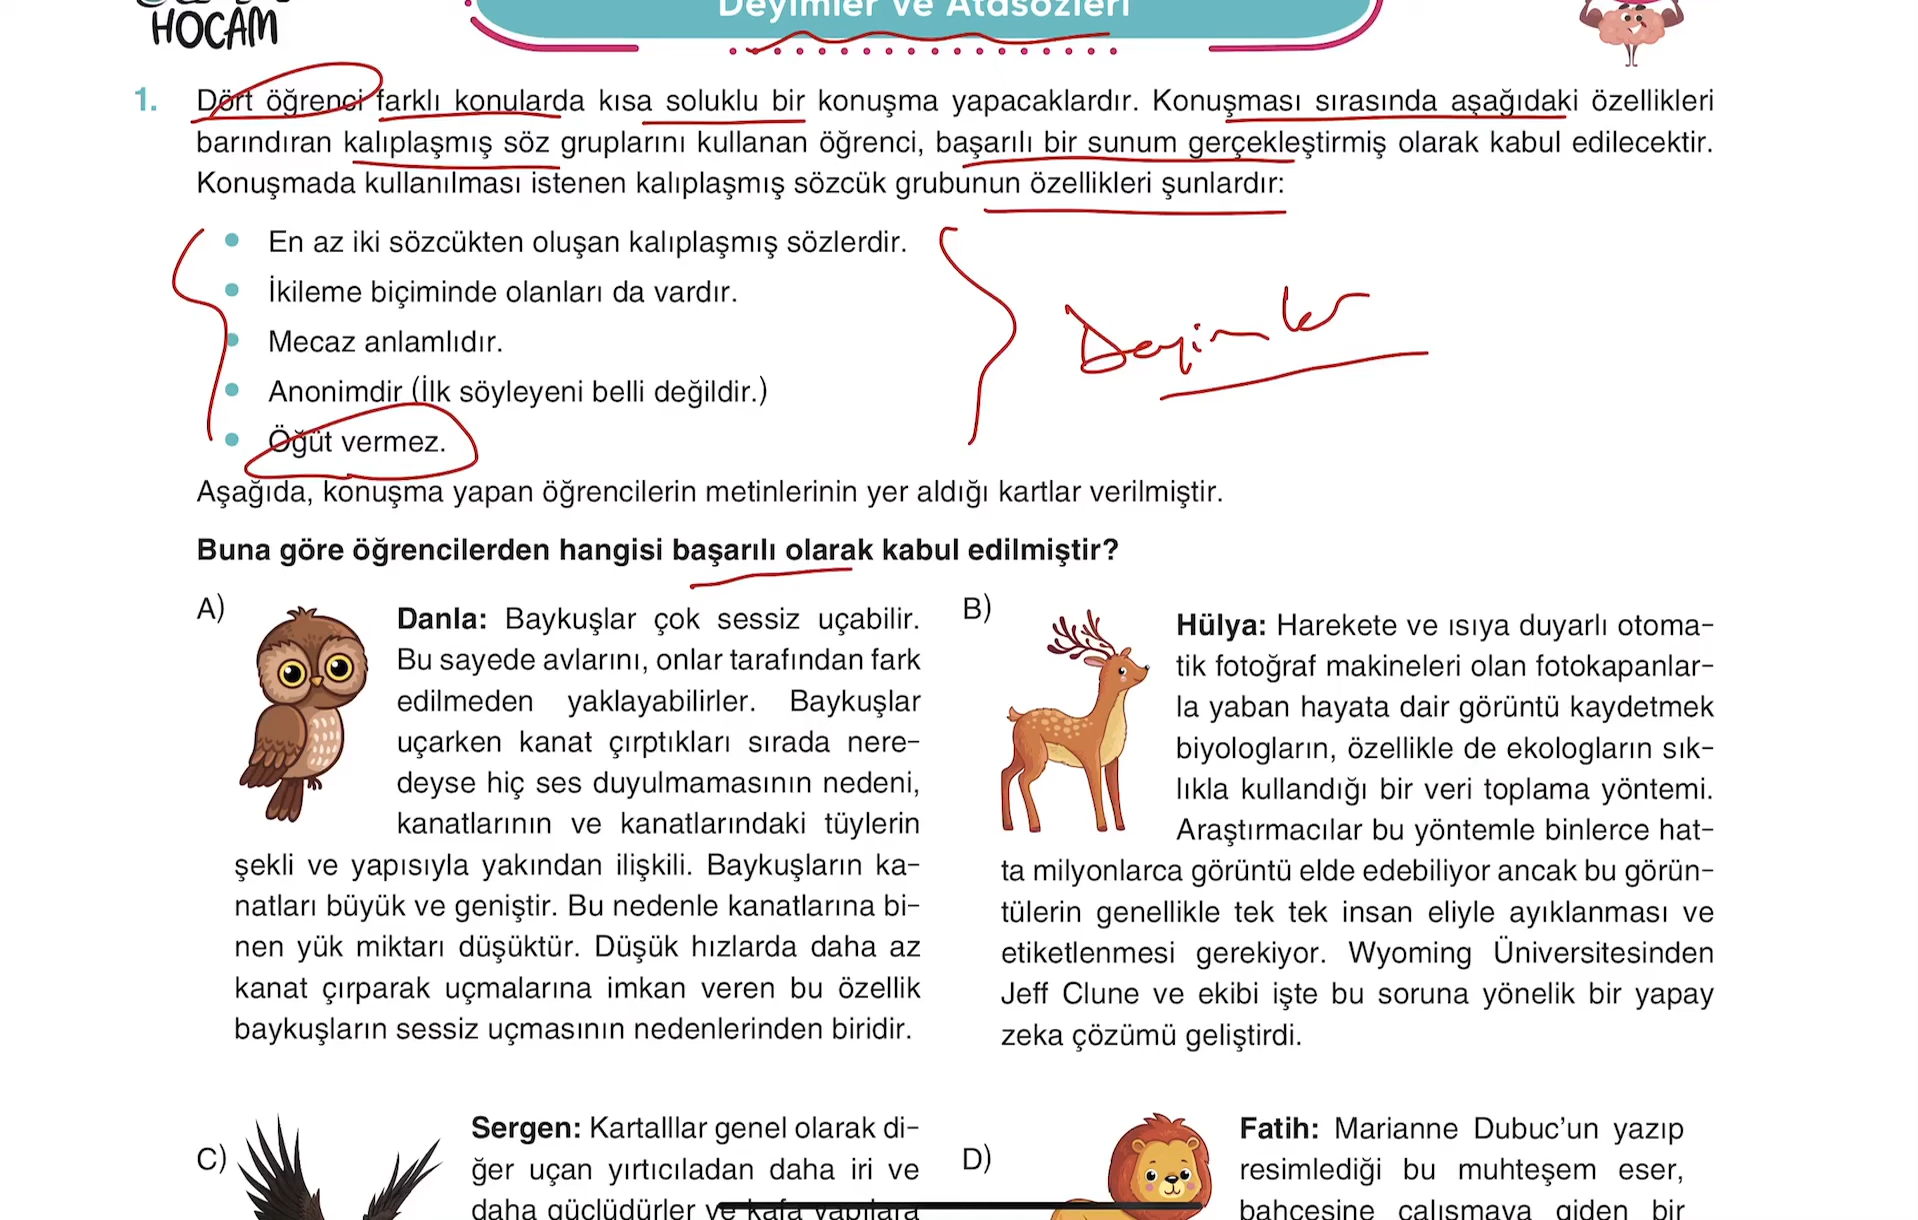 HOCAM
Deyimler ve Atasözleri
1. Dört öğrenci farklı konularda kısa soluklu bir konuşma yapacaklardır. Konuşması sırasında aşağıdaki özellikleri
barındıran kalıplaşmış söz gruplarını kullanan öğrenci, başarılı bir sunum gerçekleştirmiş olarak kabul edilecektir.
Konuşmada kullanılması istenen kalıplaşmış sözcük grubunun özellikleri şunlardır:
• En az iki sözcükten oluşan kalıplaşmış sözlerdir.
• İkileme biçiminde olanları da vardır.
• Mecaz anlamlıdır.
• Anonimdir (İlk söyleyeni belli değildir.)
• Öğüt vermez.
Deyimler
Aşağıda, konuşma yapan öğrencilerin metinlerinin yer aldığı kartlar verilmiştir.
Buna göre öğrencilerden hangisi başarılı olarak kabul edilmiştir?
A)
Danla: Baykuşlar çok sessiz uçabilir.
Bu sayede avlarını, onlar tarafından fark
edilmeden yaklayabilirler. Baykuşlar
uçarken kanat çırptıkları sırada nere-
deyse hiç ses duyulmamasının nedeni,
kanatlarının ve kanatlarındaki tüylerin
şekli ve yapısıyla yakından ilişkili. Baykuşların ka-
natları büyük ve geniştir. Bu nedenle kanatlarına bi-
nen yük miktarı düşüktür. Düşük hızlarda daha az
kanat çırparak uçmalarına imkan veren bu özellik
baykuşların sessiz uçmasının nedenlerinden biridir.
B)
Hülya: Harekete ve ısıya duyarlı otoma-
tik fotoğraf makineleri olan fotokapanlar-
la yaban hayata dair görüntü kaydetmek
biyologların, özellikle de ekologların sık-
lıkla kullandığı bir veri toplama yöntemi.
Araştırmacılar bu yöntemle binlerce hat-
ta milyonlarca görüntü elde edebiliyor ancak bu görün-
tülerin genellikle tek tek insan eliyle ayıklanması ve
etiketlenmesi gerekiyor. Wyoming Üniversitesinden
Jeff Clune ve ekibi işte bu soruna yönelik bir yapay
zeka çözümü geliştirdi.
C)
Sergen: Kartalllar genel olarak di-
ğer uçan yırtıcıladan daha iri ve
daha güçlüdürler ve kafa yapılara
D)
Fatih: Marianne Dubuc'un yazıp
resimlediği bu muhteşem eser,
bahçesine çalışmaya giden bir